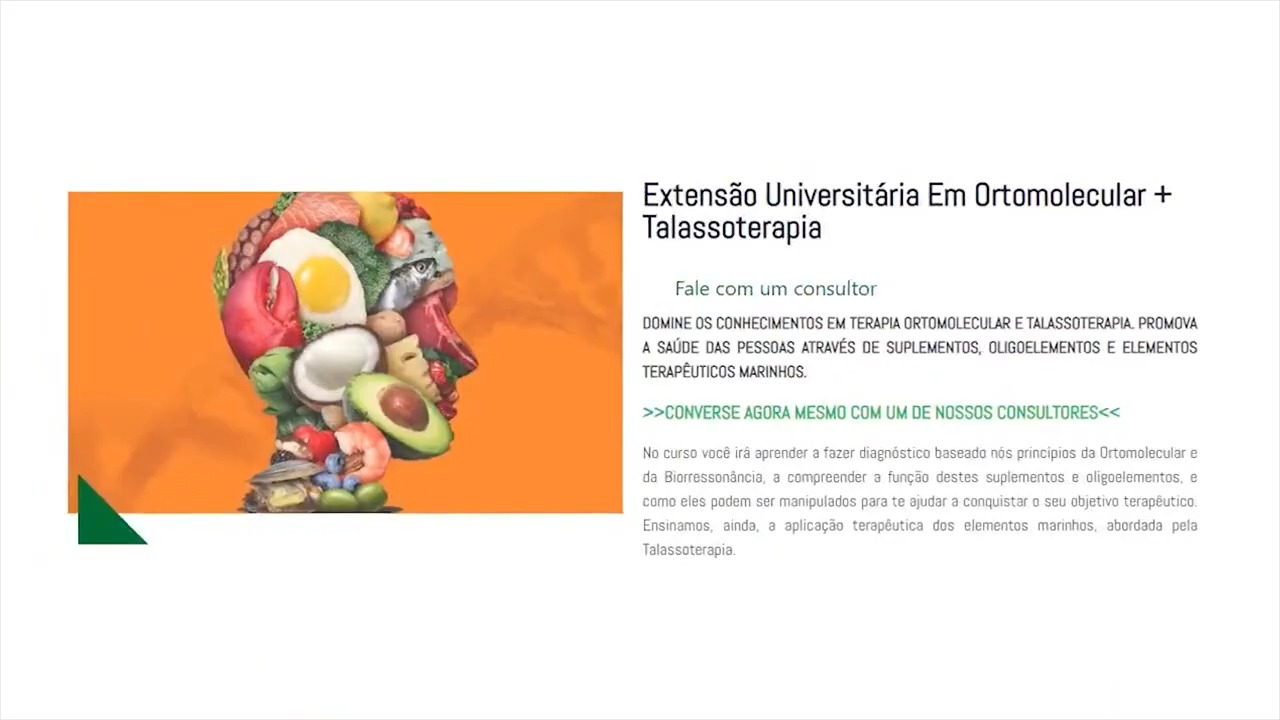 Extensão Universitária Em Ortomolecular +
Talassoterapia
Fale com um consultor
DOMINE OS CONHECIMENTOS EM TERAPIA ORTOMOLECULAR E TALASSOTERAPIA. PROMOVA
A SAÚDE DAS PESSOAS ATRAVÉS DE SUPLEMENTOS, OLIGOELEMENTOS E ELEMENTOS
TERAPÊUTICOS MARINHOS.
>>CONVERSE AGORA MESMO COM UM DE NOSSOS CONSULTORES<<
No curso você irá aprender a fazer diagnóstico baseado nós princípios da Ortomolecular e
da Biorressonância, a compreender a função destes suplementos e oligoelementos, e
como eles podem ser manipulados para te ajudar a conquistar o seu objetivo terapêutico.
Ensinamos, ainda, a aplicação terapêutica dos elementos marinhos, abordada pela
Talassoterapia.